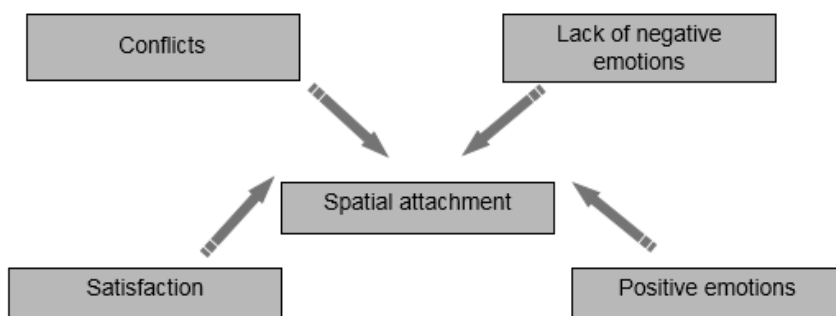 Conflicts
Lack of negative
emotions
Spatial attachment
Satisfaction
Positive emotions